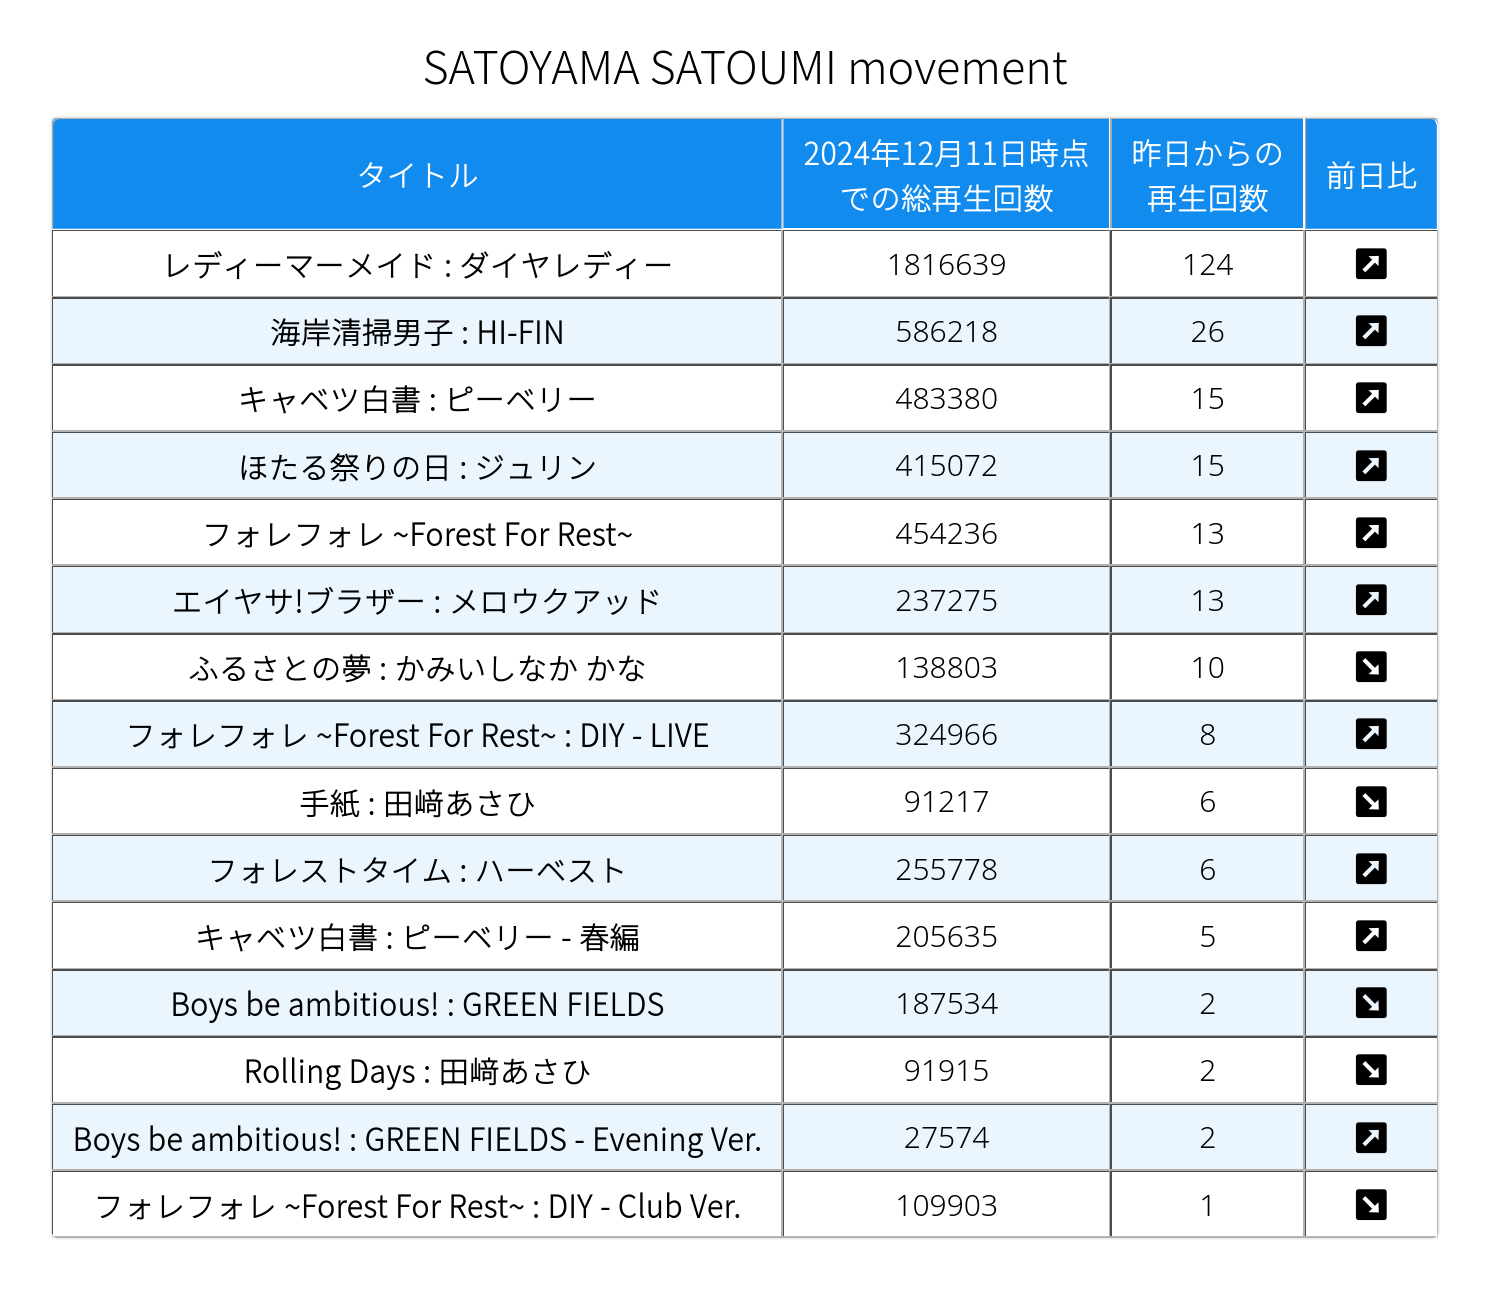 SATOYAMA SATOUMI movement
タイトル
2024年12月11日時点
での総再生回数
昨日からの
再生回数
前日比
レディーマーメイド : ダイヤレディー 1816639 124 ↗
海岸清掃男子 : HI-FIN 586218 26 ↗
キャベツ白書 : ピーベリー 483380 15 ↗
ほたる祭りの日 : ジュリン 415072 15 ↗
フォレフォレ ~Forest For Rest~ 454236 13 ↗
エイヤサ!ブラザー : メロウクアッド 237275 13 ↗
ふるさとの夢 : かみいしなか かな 138803 10 ↘
フォレフォレ ~Forest For Rest~ : DIY - LIVE 324966 8 ↗
手紙 : 田﨑あさひ 91217 6 ↘
フォレストタイム : ハーベスト 255778 6 ↗
キャベツ白書 : ピーベリー - 春編 205635 5 ↗
Boys be ambitious! : GREEN FIELDS 187534 2 ↘
Rolling Days : 田﨑あさひ 91915 2 ↘
Boys be ambitious! : GREEN FIELDS - Evening Ver. 27574 2 ↗
フォレフォレ ~Forest For Rest~ : DIY - Club Ver. 109903 1 ↘